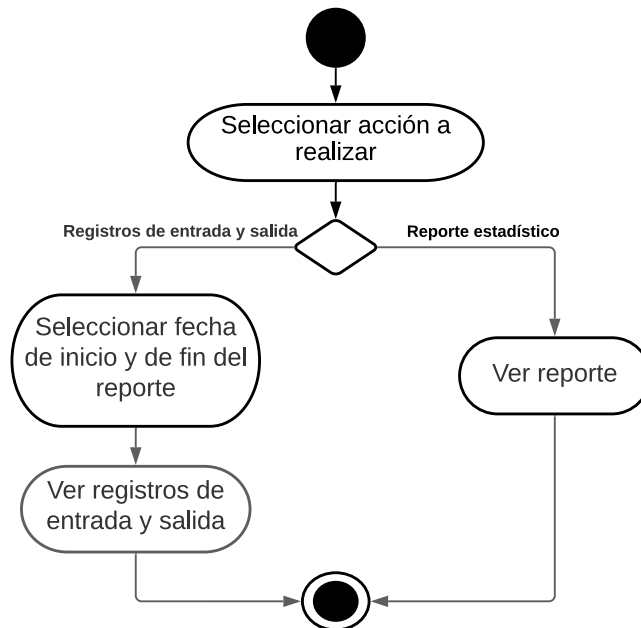 Seleccionar acción a
realizar
Registros de entrada y salida
Reporte estadístico
Seleccionar fecha
de inicio y de fin del
reporte
Ver reporte
Ver registros de
entrada y salida